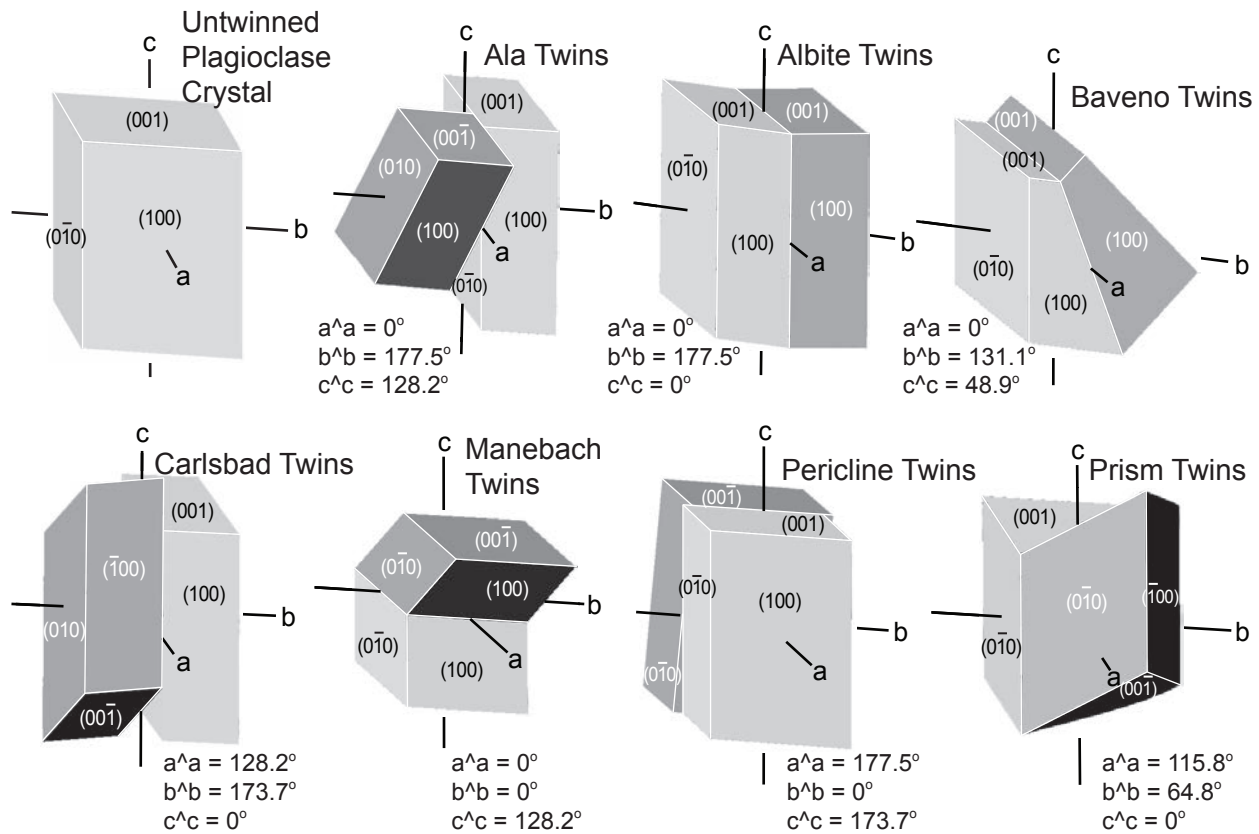 Untwinned
Plagioclase
Crystal
c
(001)
(01̄0)
(100)
a
b
Ala Twins
c
(001)
(001̄)
(010)
(100)
(100)
a
b
(01̄0)
a^a = 0°
b^b = 177.5°
c^c = 128.2°
Albite Twins
c
(001)
(001)
(01̄0)
(100)
(100)
a
b
a^a = 0°
b^b = 177.5°
c^c = 0°
Baveno Twins
c
(001)
(001)
(100)
(01̄0)
(100)
a
b
a^a = 0°
b^b = 131.1°
c^c = 48.9°
Carlsbad Twins
c
(001)
(1̄00)
(100)
(010)
a
b
(001̄)
a^a = 128.2°
b^b = 173.7°
c^c = 0°
Manebach
Twins
c
(001̄)
(01̄0)
(100)
b
(01̄0)
(100)
a
a^a = 0°
b^b = 0°
c^c = 128.2°
Pericline Twins
c
(001̄)
(001)
(01̄0)
(100)
b
a
(01̄0)
a^a = 177.5°
b^b = 0°
c^c = 173.7°
Prism Twins
c
(001)
(01̄0)
(1̄00)
(01̄0)
b
a
(001̄)
a^a = 115.8°
b^b = 64.8°
c^c = 0°